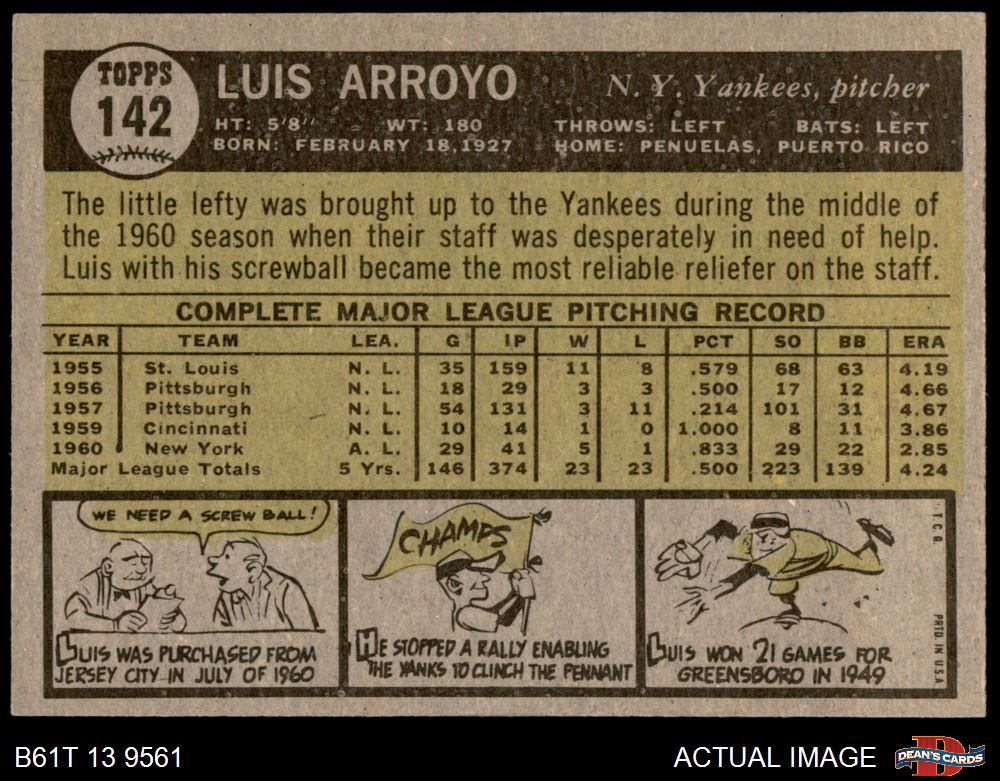 TOPPS
142
LUIS ARROYO
N. Y. Yankees, pitcher
HT: 5'8" WT: 180 THROWS: LEFT BATS: LEFT
BORN: FEBRUARY 18, 1927 HOME: PENUELAS, PUERTO RICO
The little lefty was brought up to the Yankees during the middle of
the 1960 season when their staff was desperately in need of help.
Luis with his screwball became the most reliable reliefer on the staff.
COMPLETE MAJOR LEAGUE PITCHING RECORD
YEAR TEAM LEA. G IP W L PCT SO BB ERA
1955 St. Louis N. L. 35 159 11 8 .579 68 63 4.19
1956 Pittsburgh N. L. 18 29 3 3 .500 17 12 4.66
1957 Pittsburgh N. L. 54 131 3 11 .214 101 31 4.67
1959 Cincinnati N. L. 10 14 1 0 1.000 8 11 3.86
1960 New York A. L. 29 41 5 1 .833 29 22 2.85
Major League Totals 5 Yrs. 146 374 23 23 .500 223 139 4.24
WE NEED A SCREW BALL!
LUIS WAS PURCHASED FROM
JERSEY CITY IN JULY OF 1960
CHAMPS
HE STOPPED A RALLY ENABLING
THE YANKS TO CLINCH THE PENNANT
LUIS WON 21 GAMES FOR
GREENSBORO IN 1949
T. C. G.
PRTD. IN U.S.A.
B61T 13 9561
ACTUAL IMAGE
DEAN'S CARDS